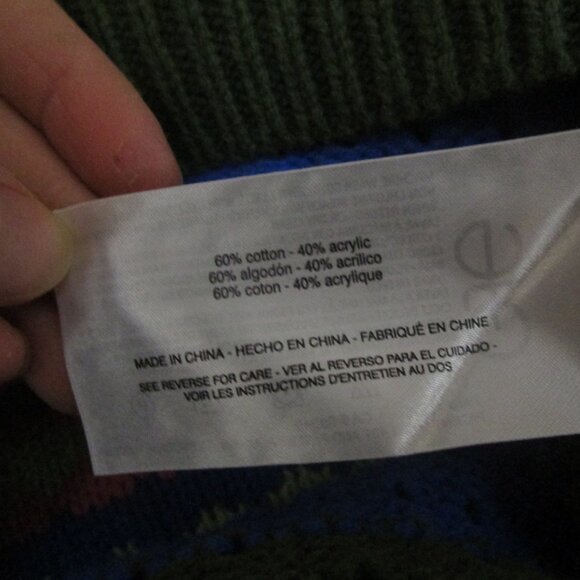 60% cotton - 40% acrylic
60% algodón - 40% acrilico
60% coton - 40% acrylique
MADE IN CHINA - HECHO EN CHINA - FABRIQUÉ EN CHINE
SEE REVERSE FOR CARE - VER AL REVERSO PARA EL CUIDADO -
VOIR LES INSTRUCTIONS D'ENTRETIEN AU DOS